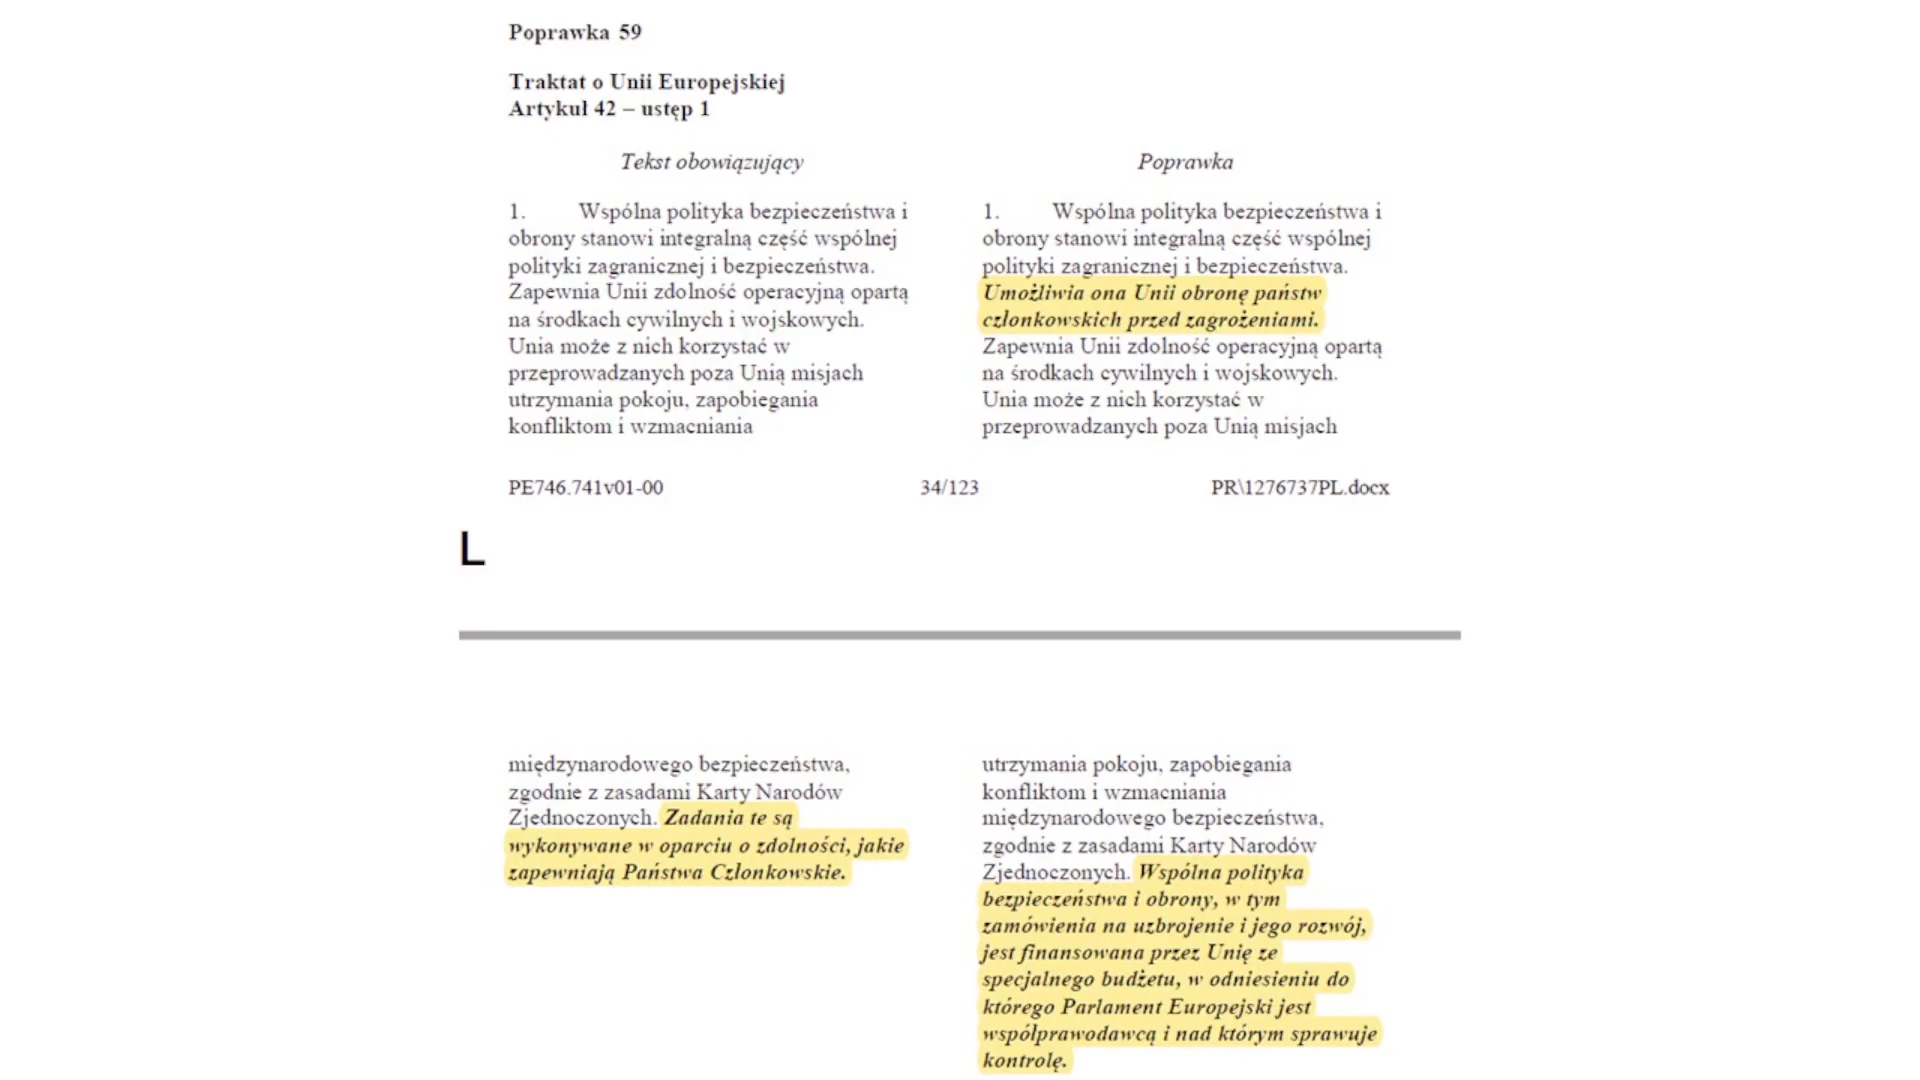 Poprawka 59
Traktat o Unii Europejskiej
Artykuł 42 – ustęp 1
Tekst obowiązujący
1. Wspólna polityka bezpieczeństwa i
obrony stanowi integralną część wspólnej
polityki zagranicznej i bezpieczeństwa.
Zapewnia Unii zdolność operacyjną opartą
na środkach cywilnych i wojskowych.
Unia może z nich korzystać w
przeprowadzanych poza Unią misjach
utrzymania pokoju, zapobiegania
konfliktom i wzmacniania
Poprawka
1. Wspólna polityka bezpieczeństwa i
obrony stanowi integralną część wspólnej
polityki zagranicznej i bezpieczeństwa.
Umożliwia ona Unii obronę państw
członkowskich przed zagrożeniami.
Zapewnia Unii zdolność operacyjną opartą
na środkach cywilnych i wojskowych.
Unia może z nich korzystać w
przeprowadzanych poza Unią misjach
PE746.741v01-00 34/123 PR\1276737PL.docx
L
międzynarodowego bezpieczeństwa,
zgodnie z zasadami Karty Narodów
Zjednoczonych. Zadania te są
wykonywane w oparciu o zdolności, jakie
zapewniają Państwa Członkowskie.
utrzymania pokoju, zapobiegania
konfliktom i wzmacniania
międzynarodowego bezpieczeństwa,
zgodnie z zasadami Karty Narodów
Zjednoczonych. Wspólna polityka
bezpieczeństwa i obrony, w tym
zamówienia na uzbrojenie i jego rozwój,
jest finansowana przez Unię ze
specjalnego budżetu, w odniesieniu do
którego Parlament Europejski jest
współprawodawcą i nad którym sprawuje
kontrolę.